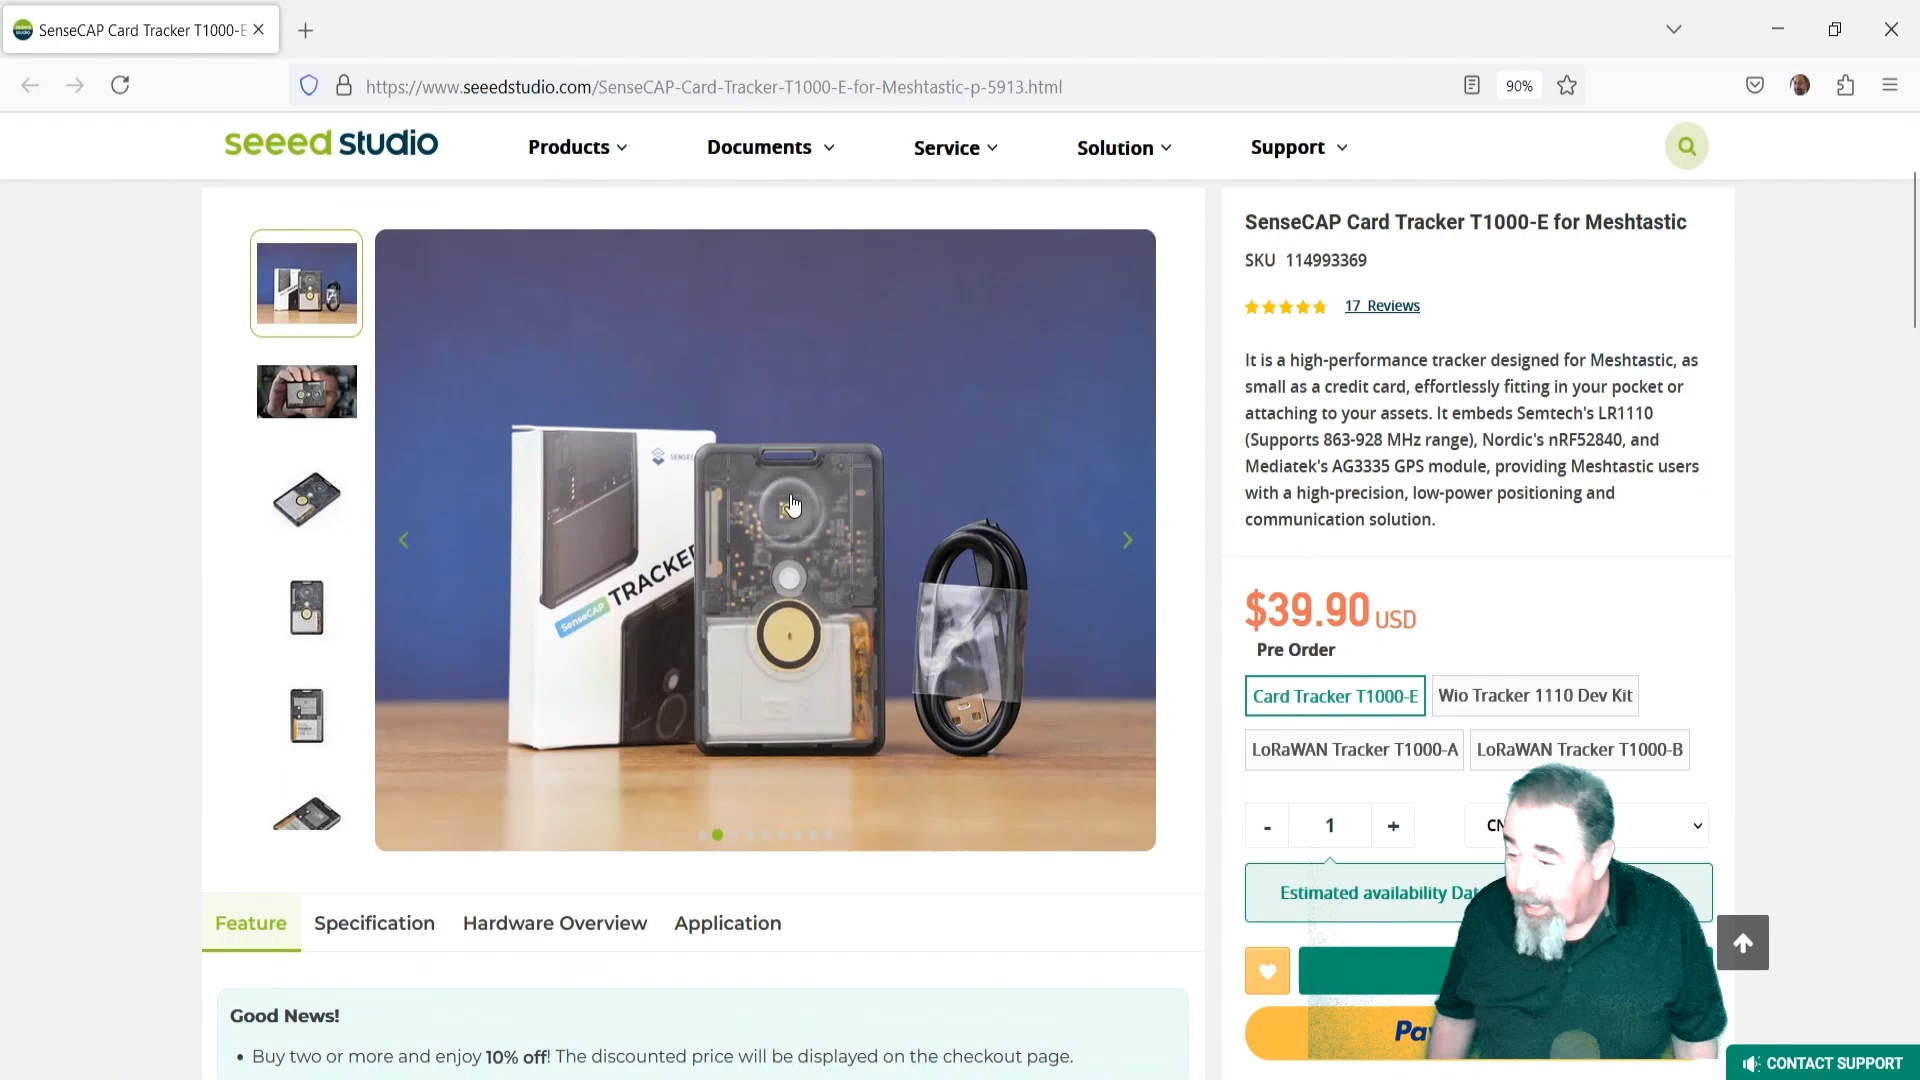 SenseCAP Card Tracker T1000-E
https://www.seeedstudio.com/SenseCAP-Card-Tracker-T1000-E-for-Meshtastic-p-5913.html
90%
seeed studio
Products
Documents
Service
Solution
Support
SenseCAP Card Tracker T1000-E for Meshtastic
SKU 114993369
17 Reviews
It is a high-performance tracker designed for Meshtastic, as
small as a credit card, effortlessly fitting in your pocket or
attaching to your assets. It embeds Semtech's LR1110
(Supports 863-928 MHz range), Nordic's nRF52840, and
Mediatek's AG3335 GPS module, providing Meshtastic users
with a high-precision, low-power positioning and
communication solution.
SenseCAP TRACKER
$39.90 USD
Pre Order
Card Tracker T1000-E
Wio Tracker 1110 Dev Kit
LoRaWAN Tracker T1000-A
LoRaWAN Tracker T1000-B
- 1 +
Estimated availability
Feature
Specification
Hardware Overview
Application
Good News!
• Buy two or more and enjoy 10% off! The discounted price will be displayed on the checkout page.
CONTACT SUPPORT